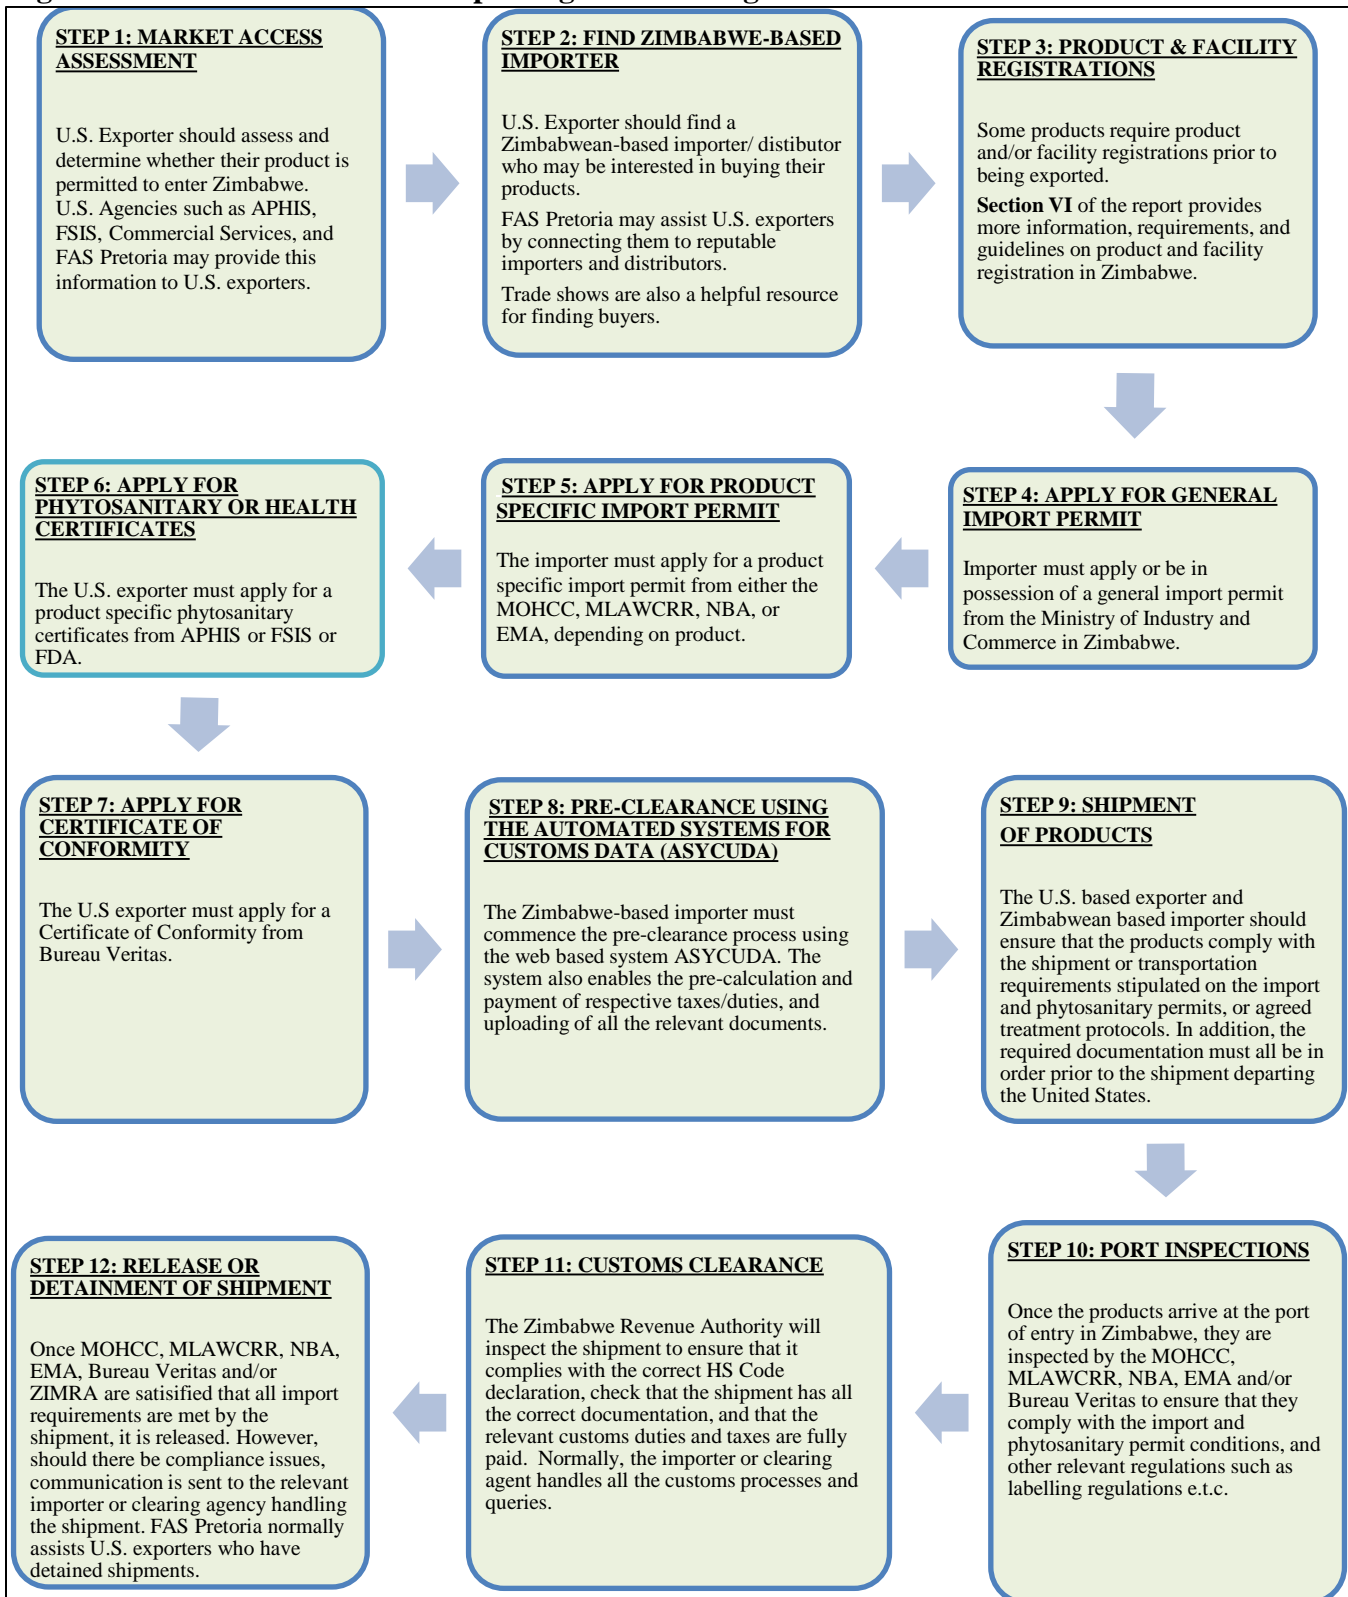 STEP 1: MARKET ACCESS
ASSESSMENT
U.S. Exporter should assess and
determine whether their product is
permitted to enter Zimbabwe.
U.S. Agencies such as APHIS,
FSIS, Commercial Services, and
FAS Pretoria may provide this
information to U.S. exporters.
STEP 2: FIND ZIMBABWE-BASED
IMPORTER
U.S. Exporter should find a
Zimbabwean-based importer/ distibutor
who may be interested in buying their
products.
FAS Pretoria may assist U.S. exporters
by connecting them to reputable
importers and distributors.
Trade shows are also a helpful resource
for finding buyers.
STEP 3: PRODUCT & FACILITY
REGISTRATIONS
Some products require product
and/or facility registrations prior to
being exported.
Section VI of the report provides
more information, requirements, and
guidelines on product and facility
registration in Zimbabwe.
STEP 4: APPLY FOR GENERAL
IMPORT PERMIT
Importer must apply or be in
possession of a general import permit
from the Ministry of Industry and
Commerce in Zimbabwe.
STEP 5: APPLY FOR PRODUCT
SPECIFIC IMPORT PERMIT
The importer must apply for a product
specific import permit from either the
MOHCC, MLAWCRR, NBA, or
EMA, depending on product.
STEP 6: APPLY FOR
PHYTOSANITARY OR HEALTH
CERTIFICATES
The U.S. exporter must apply for a
product specific phytosanitary
certificates from APHIS or FSIS or
FDA.
STEP 7: APPLY FOR
CERTIFICATE OF
CONFORMITY
The U.S exporter must apply for a
Certificate of Conformity from
Bureau Veritas.
STEP 8: PRE-CLEARANCE USING
THE AUTOMATED SYSTEMS FOR
CUSTOMS DATA (ASYCUDA)
The Zimbabwe-based importer must
commence the pre-clearance process using
the web based system ASYCUDA. The
system also enables the pre-calculation and
payment of respective taxes/duties, and
uploading of all the relevant documents.
STEP 9: SHIPMENT
OF PRODUCTS
The U.S. based exporter and
Zimbabwean based importer should
ensure that the products comply with
the shipment or transportation
requirements stipulated on the import
and phytosanitary permits, or agreed
treatment protocols. In addition, the
required documentation must all be in
order prior to the shipment departing
the United States.
STEP 10: PORT INSPECTIONS
Once the products arrive at the port
of entry in Zimbabwe, they are
inspected by the MOHCC,
MLAWCRR, NBA, EMA and/or
Bureau Veritas to ensure that they
comply with the import and
phytosanitary permit conditions, and
other relevant regulations such as
labelling regulations e.t.c.
STEP 11: CUSTOMS CLEARANCE
The Zimbabwe Revenue Authority will
inspect the shipment to ensure that it
complies with the correct HS Code
declaration, check that the shipment has all
the correct documentation, and that the
relevant customs duties and taxes are fully
paid.  Normally, the importer or clearing
agent handles all the customs processes and
queries.
STEP 12: RELEASE OR
DETAINMENT OF SHIPMENT
Once MOHCC, MLAWCRR, NBA,
EMA, Bureau Veritas and/or
ZIMRA are satisified that all import
requirements are met by the
shipment, it is released. However,
should there be compliance issues,
communication is sent to the relevant
importer or clearing agency handling
the shipment. FAS Pretoria normally
assists U.S. exporters who have
detained shipments.